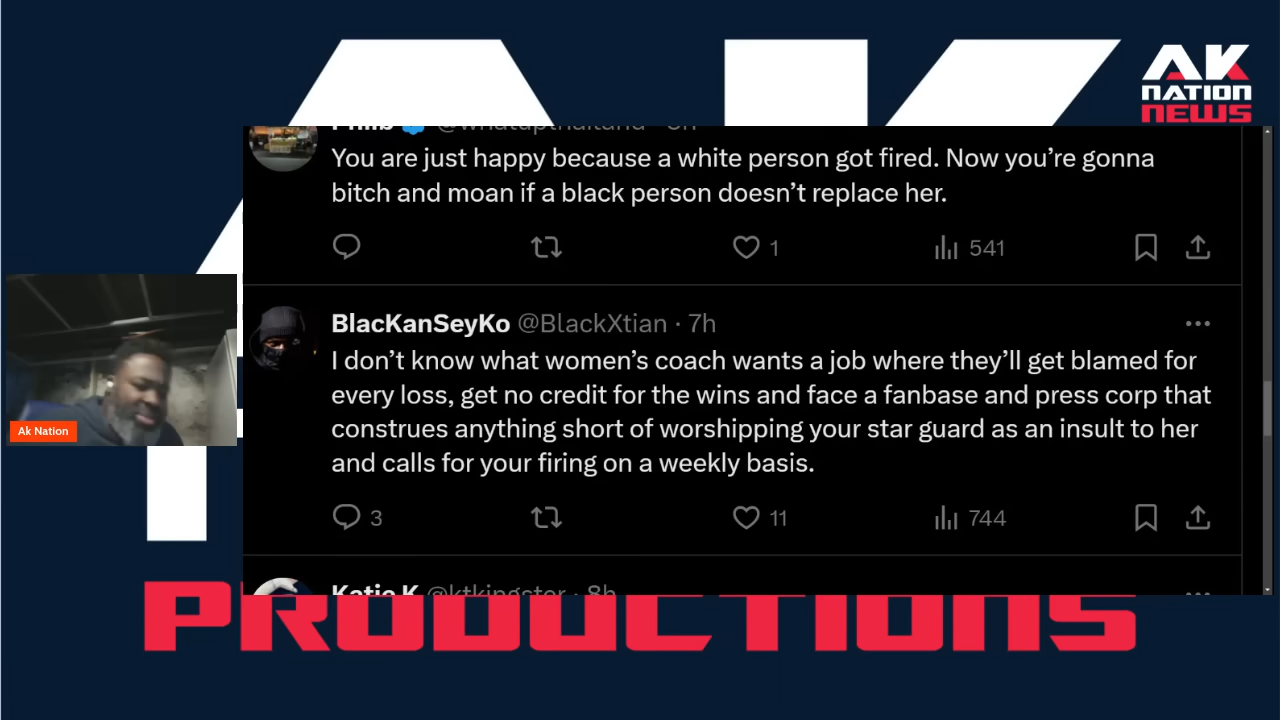 AK
NATION
NEWS
You are just happy because a white person got fired. Now you’re gonna
bitch and moan if a black person doesn’t replace her.
1
541
BlacKanSeyKo @BlackXtian · 7h
I don’t know what women’s coach wants a job where they’ll get blamed for
every loss, get no credit for the wins and face a fanbase and press corp that
construes anything short of worshipping your star guard as an insult to her
and calls for your firing on a weekly basis.
3
11
744
Ak Nation
Katie K @ktkingster · 8h
PRODUCTIONS